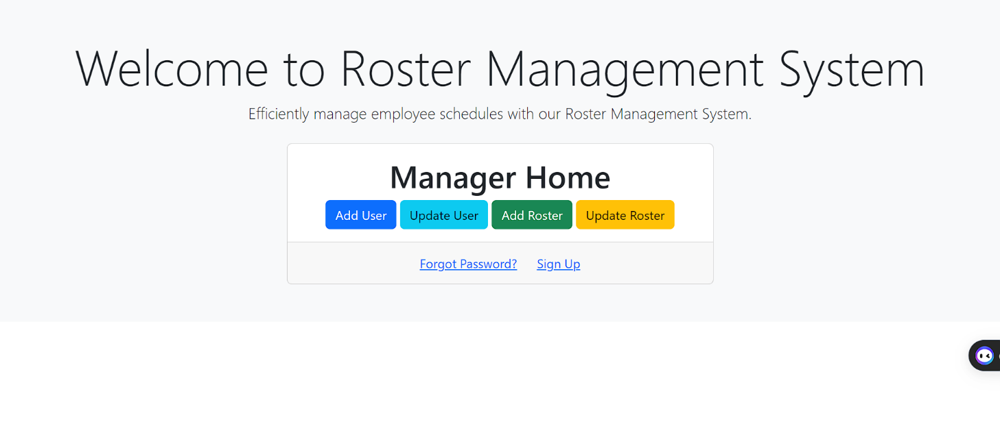 Welcome to Roster Management System
Efficiently manage employee schedules with our Roster Management System.
Manager Home
Add User Update User Add Roster Update Roster
Forgot Password? Sign Up